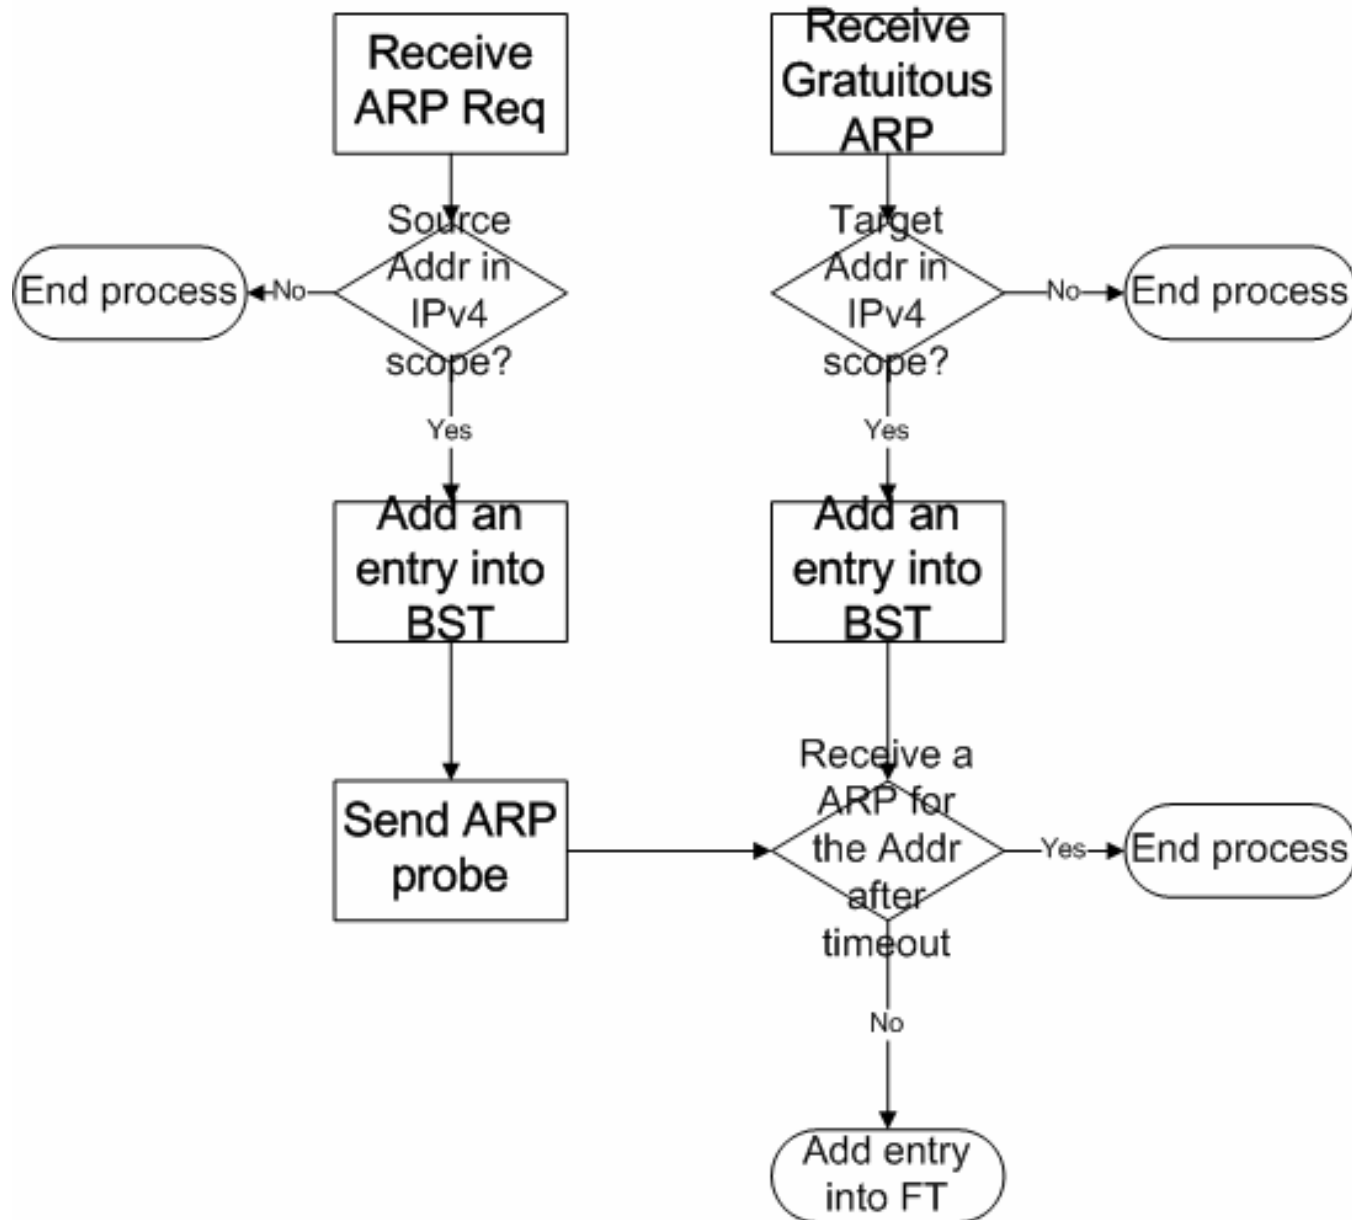 Receive
ARP Req
Receive
Gratuitous
ARP
Source
Addr in
IPv4
scope?
Target
Addr in
IPv4
scope?
End process
No
No
End process
Yes
Yes
Add an
entry into
BST
Add an
entry into
BST
Send ARP
probe
Receive a
ARP for
the Addr
after
timeout
Yes
End process
No
Add entry
into FT